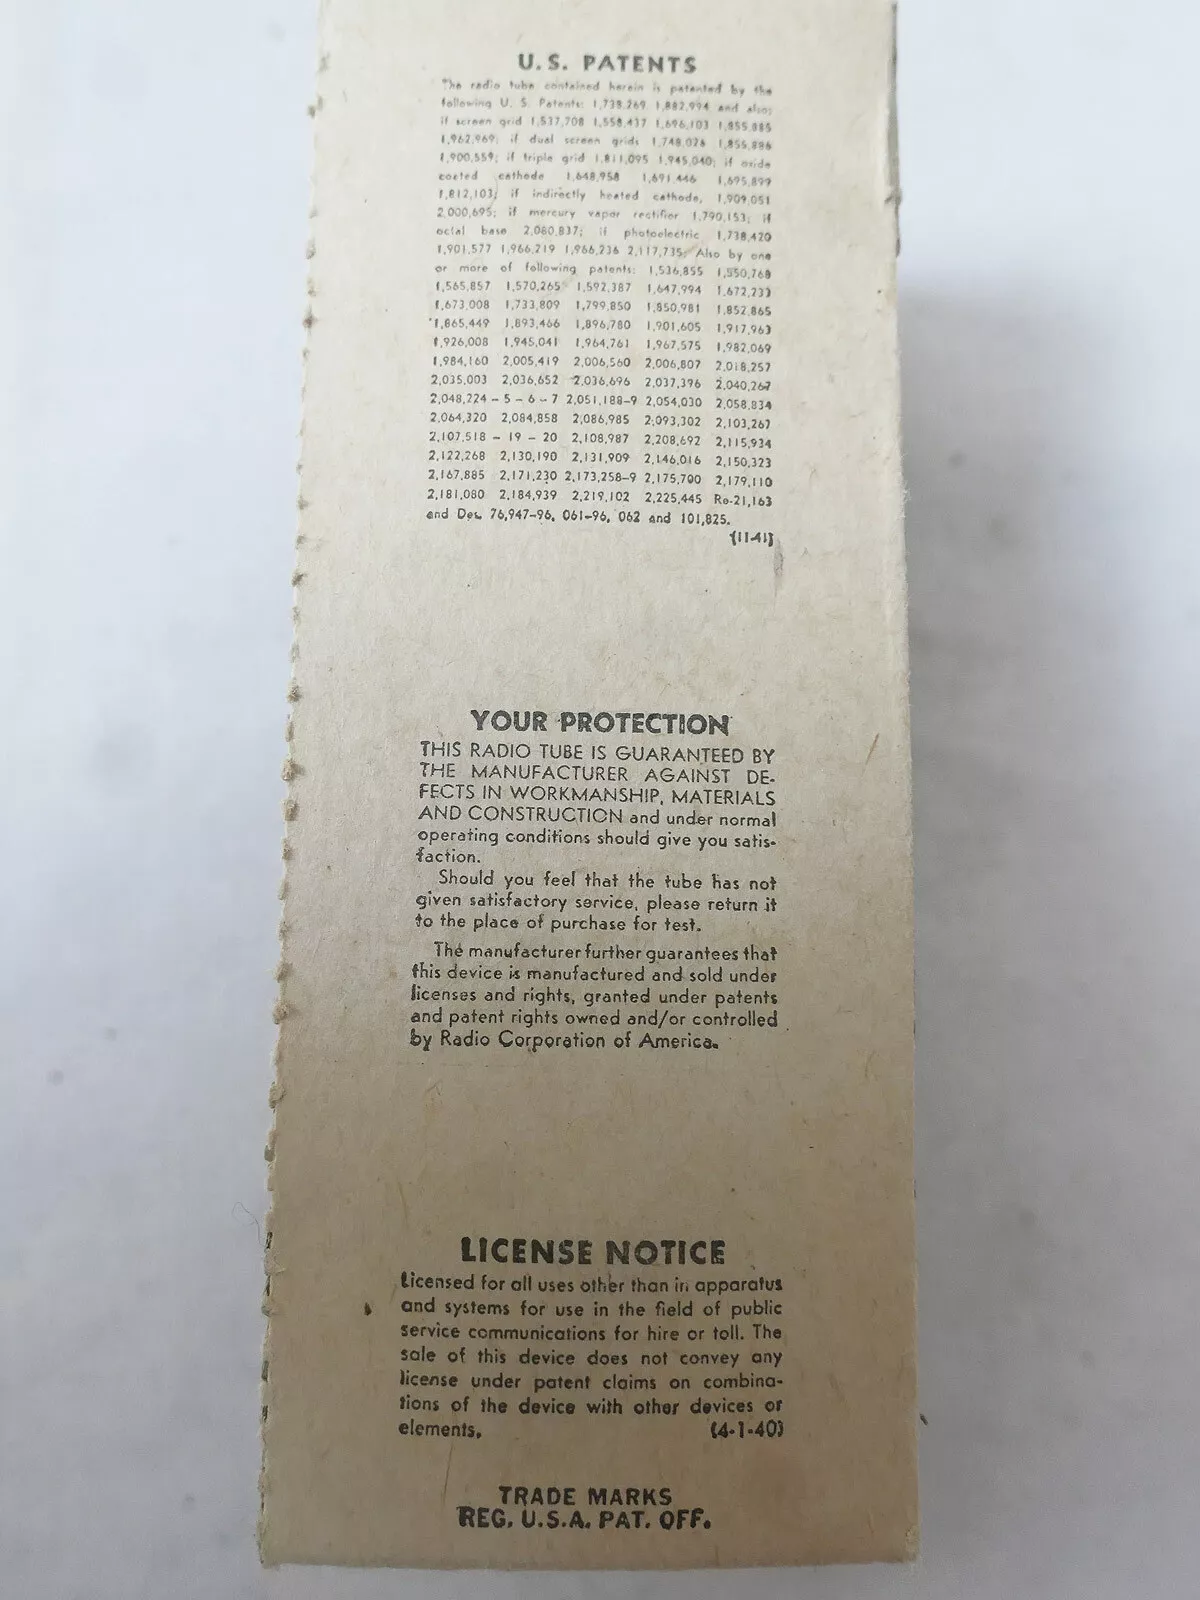 U.S. PATENTS
The radio tube contained herein is patented by the
following U. S. Patents: 1,738,269 1,882,994 and also;
if screen grid 1,537,708 1,558,437 1,696,103 1,855,885
1,962,969; if dual screen grids 1,748,026 1,855,886
1,900,559; if triple grid 1,811,095 1,945,040; if oxide
coated cathode 1,648,958 1,691,446 1,695,899
1,812,103; if indirectly heated cathode, 1,909,051
2,000,695; if mercury vapor rectifier 1,790,153; if
octal base 2,080,837; if photoelectric 1,738,420
1,901,577 1,966,219 1,966,236 2,117,735; Also by one
or more of following patents: 1,536,855 1,550,768
1,565,857 1,570,265 1,592,387 1,647,994 1,672,233
1,673,008 1,733,809 1,799,850 1,850,981 1,852,865
1,865,449 1,893,466 1,896,780 1,901,605 1,917,963
1,926,008 1,945,041 1,964,761 1,967,575 1,982,069
1,984,160 2,005,419 2,006,560 2,006,807 2,018,257
2,035,003 2,036,652 2,036,696 2,037,396 2,040,267
2,048,224 - 5 - 6 - 7 2,051,188-9 2,054,030 2,058,834
2,064,320 2,084,858 2,086,985 2,093,302 2,103,267
2,107,518 - 19 - 20 2,108,987 2,208,692 2,115,934
2,122,268 2,130,190 2,131,909 2,146,016 2,150,323
2,167,885 2,171,230 2,173,258-9 2,175,700 2,179,110
2,181,080 2,184,939 2,219,102 2,225,445 Re-21,163
and Des. 76,947-96, 061-96, 062 and 101,825.
(11-41)
YOUR PROTECTION
THIS RADIO TUBE IS GUARANTEED BY
THE MANUFACTURER AGAINST DE-
FECTS IN WORKMANSHIP, MATERIALS
AND CONSTRUCTION and under normal
operating conditions should give you satis-
faction.
Should you feel that the tube has not
given satisfactory service, please return it
to the place of purchase for test.
The manufacturer further guarantees that
this device is manufactured and sold under
licenses and rights, granted under patents
and patent rights owned and/or controlled
by Radio Corporation of America.
LICENSE NOTICE
Licensed for all uses other than in apparatus
and systems for use in the field of public
service communications for hire or toll. The
sale of this device does not convey any
license under patent claims on combina-
tions of the device with other devices or
elements. (4-1-40)
TRADE MARKS
REG. U.S.A. PAT. OFF.